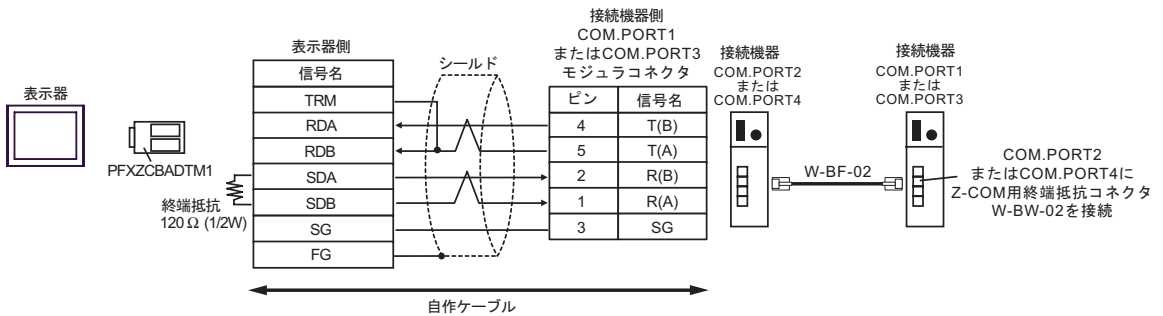 表示器
PFXZCBADTM1
終端抵抗
120 Ω (1/2W)
表示器側
信号名
TRM
RDA
RDB
SDA
SDB
SG
FG
シールド
接続機器側
COM.PORT1
またはCOM.PORT3
モジュラコネクタ
ピン 信号名
4 T(B)
5 T(A)
2 R(B)
1 R(A)
3 SG
自作ケーブル
接続機器
COM.PORT2
または
COM.PORT4
W-BF-02
接続機器
COM.PORT1
または
COM.PORT3
COM.PORT2
またはCOM.PORT4に
Z-COM用終端抵抗コネクタ
W-BW-02を接続